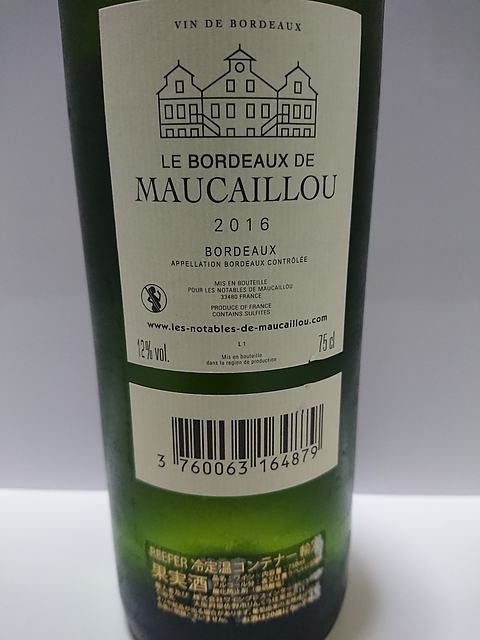 VIN DE BORDEAUX
LE BORDEAUX DE
MAUCAILLOU
2016
BORDEAUX
APPELLATION BORDEAUX CONTRÔLÉE
MIS EN BOUTEILLE
POUR LES NOTABLES DE MAUCAILLOU
33480 FRANCE
PRODUCE OF FRANCE
CONTAINS SULFITES
www.les-notables-de-maucaillou.com
12% vol.
L1
75 cl
Mis en bouteille
dans la region de production
3 760063 164879
REEFER 冷定温コンテナー
果実酒